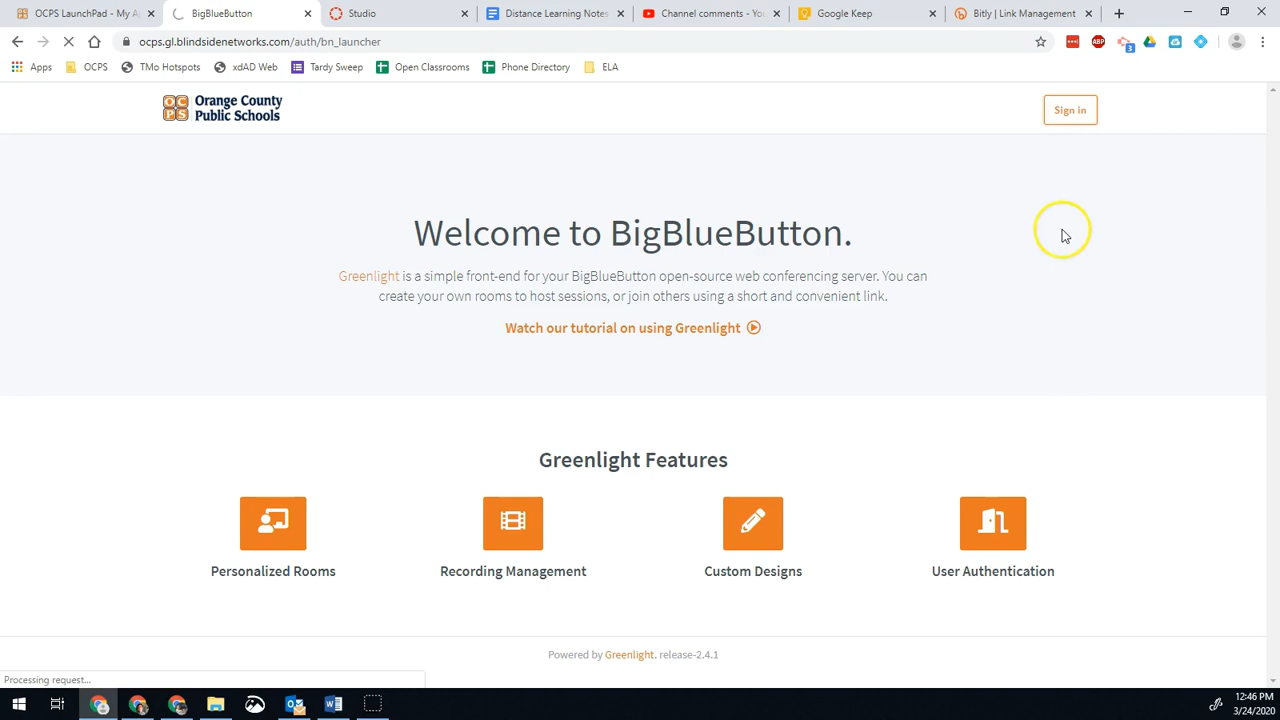 OCPS LaunchPad - My A
BigBlueButton
Studio
Distance Learning Notes
Channel comments - Yo
Google Keep
Bitly | Link Management
ocps.gl.blindsidenetworks.com/auth/bn_launcher
ABP
3
Apps
OCPS
TMo Hotspots
xdAD Web
Tardy Sweep
Open Classrooms
Phone Directory
ELA
OC
PS
Orange County
Public Schools
Sign in
Welcome to BigBlueButton.
Greenlight is a simple front-end for your BigBlueButton open-source web conferencing server. You can
create your own rooms to host sessions, or join others using a short and convenient link.
Watch our tutorial on using Greenlight
Greenlight Features
Personalized Rooms
Recording Management
Custom Designs
User Authentication
Powered by Greenlight. release-2.4.1
Processing request...
12:46 PM
3/24/2020